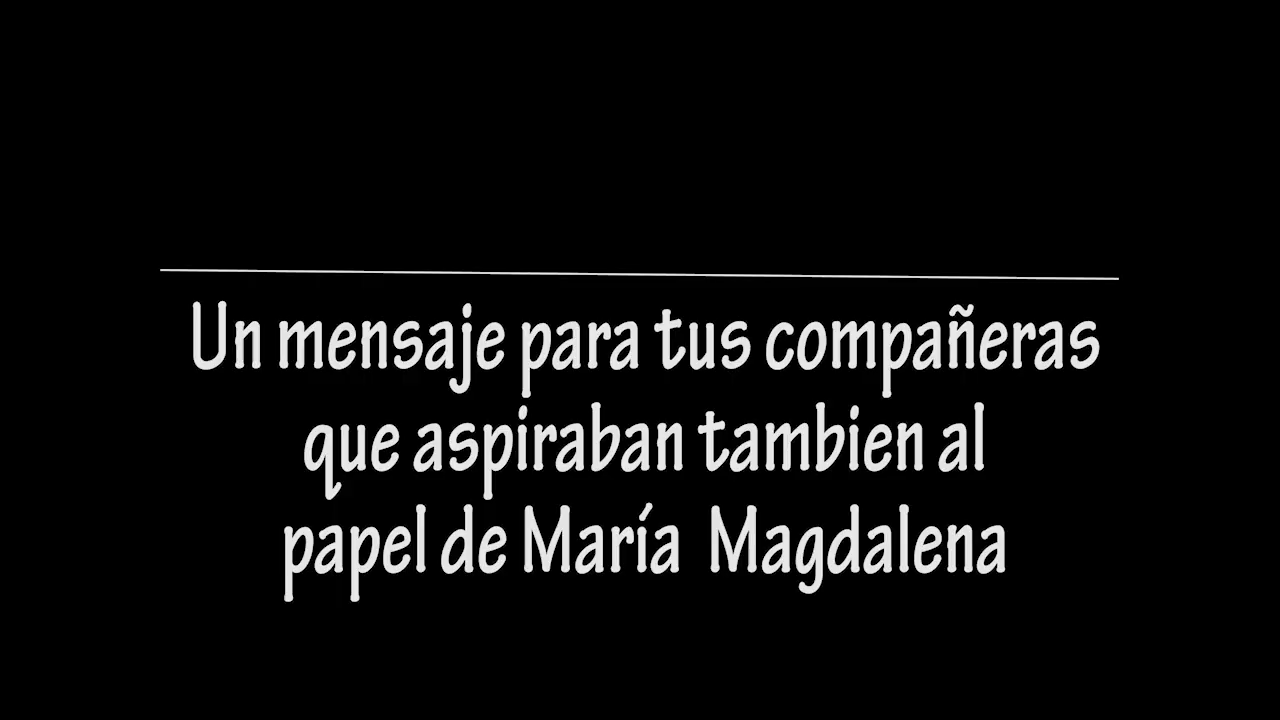 Un mensaje para tus compañeras
que aspiraban tambien al
papel de María Magdalena